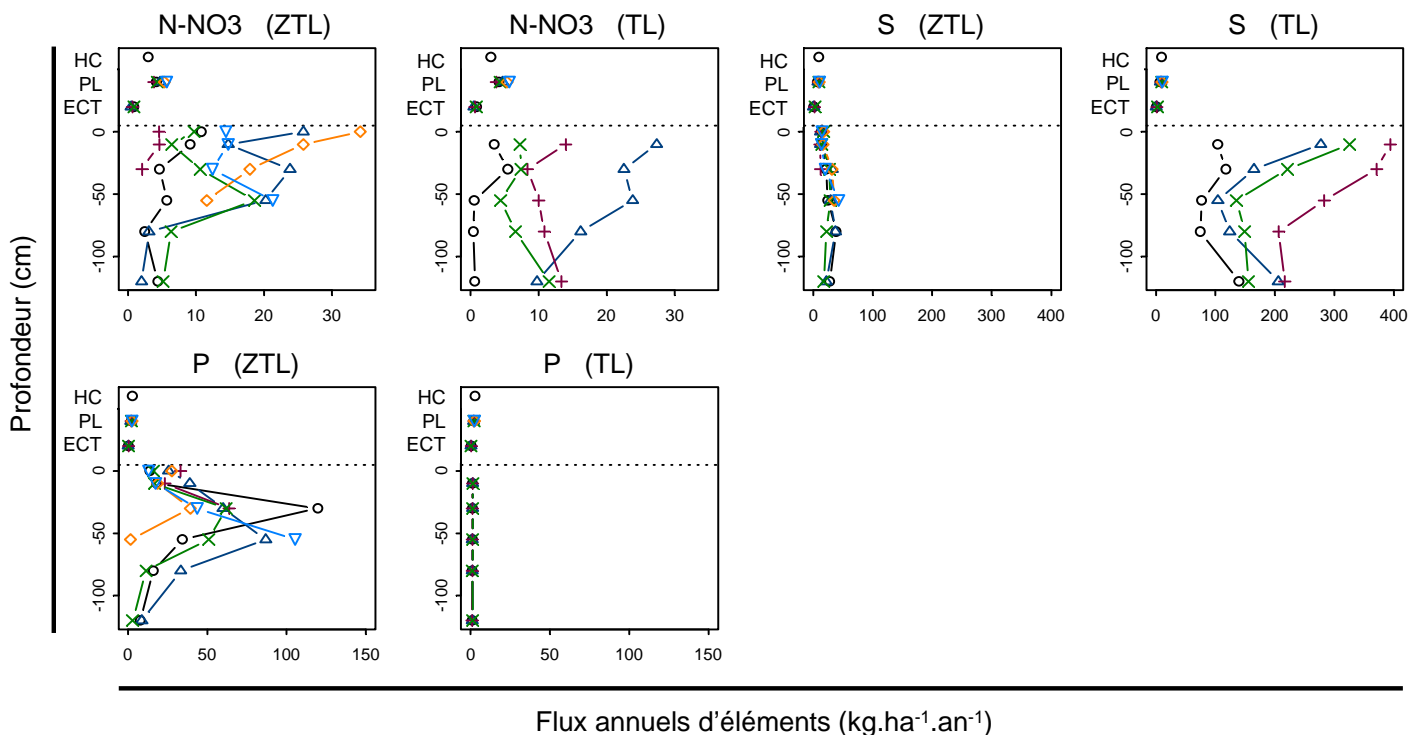 N-NO3 (ZTL)
N-NO3 (TL)
S (ZTL)
S (TL)
HC
PL
ECT
0
-50
-100
0 10 20 30
HC
PL
ECT
0
-50
-100
0 10 20 30
HC
PL
ECT
0
-50
-100
0 100 200 300 400
HC
PL
ECT
0
-50
-100
0 100 200 300 400
P (ZTL)
P (TL)
HC
PL
ECT
0
-50
-100
0 50 100 150
HC
PL
ECT
0
-50
-100
0 50 100 150
Profondeur (cm)
Flux annuels d'éléments (kg.ha⁻¹.an⁻¹)